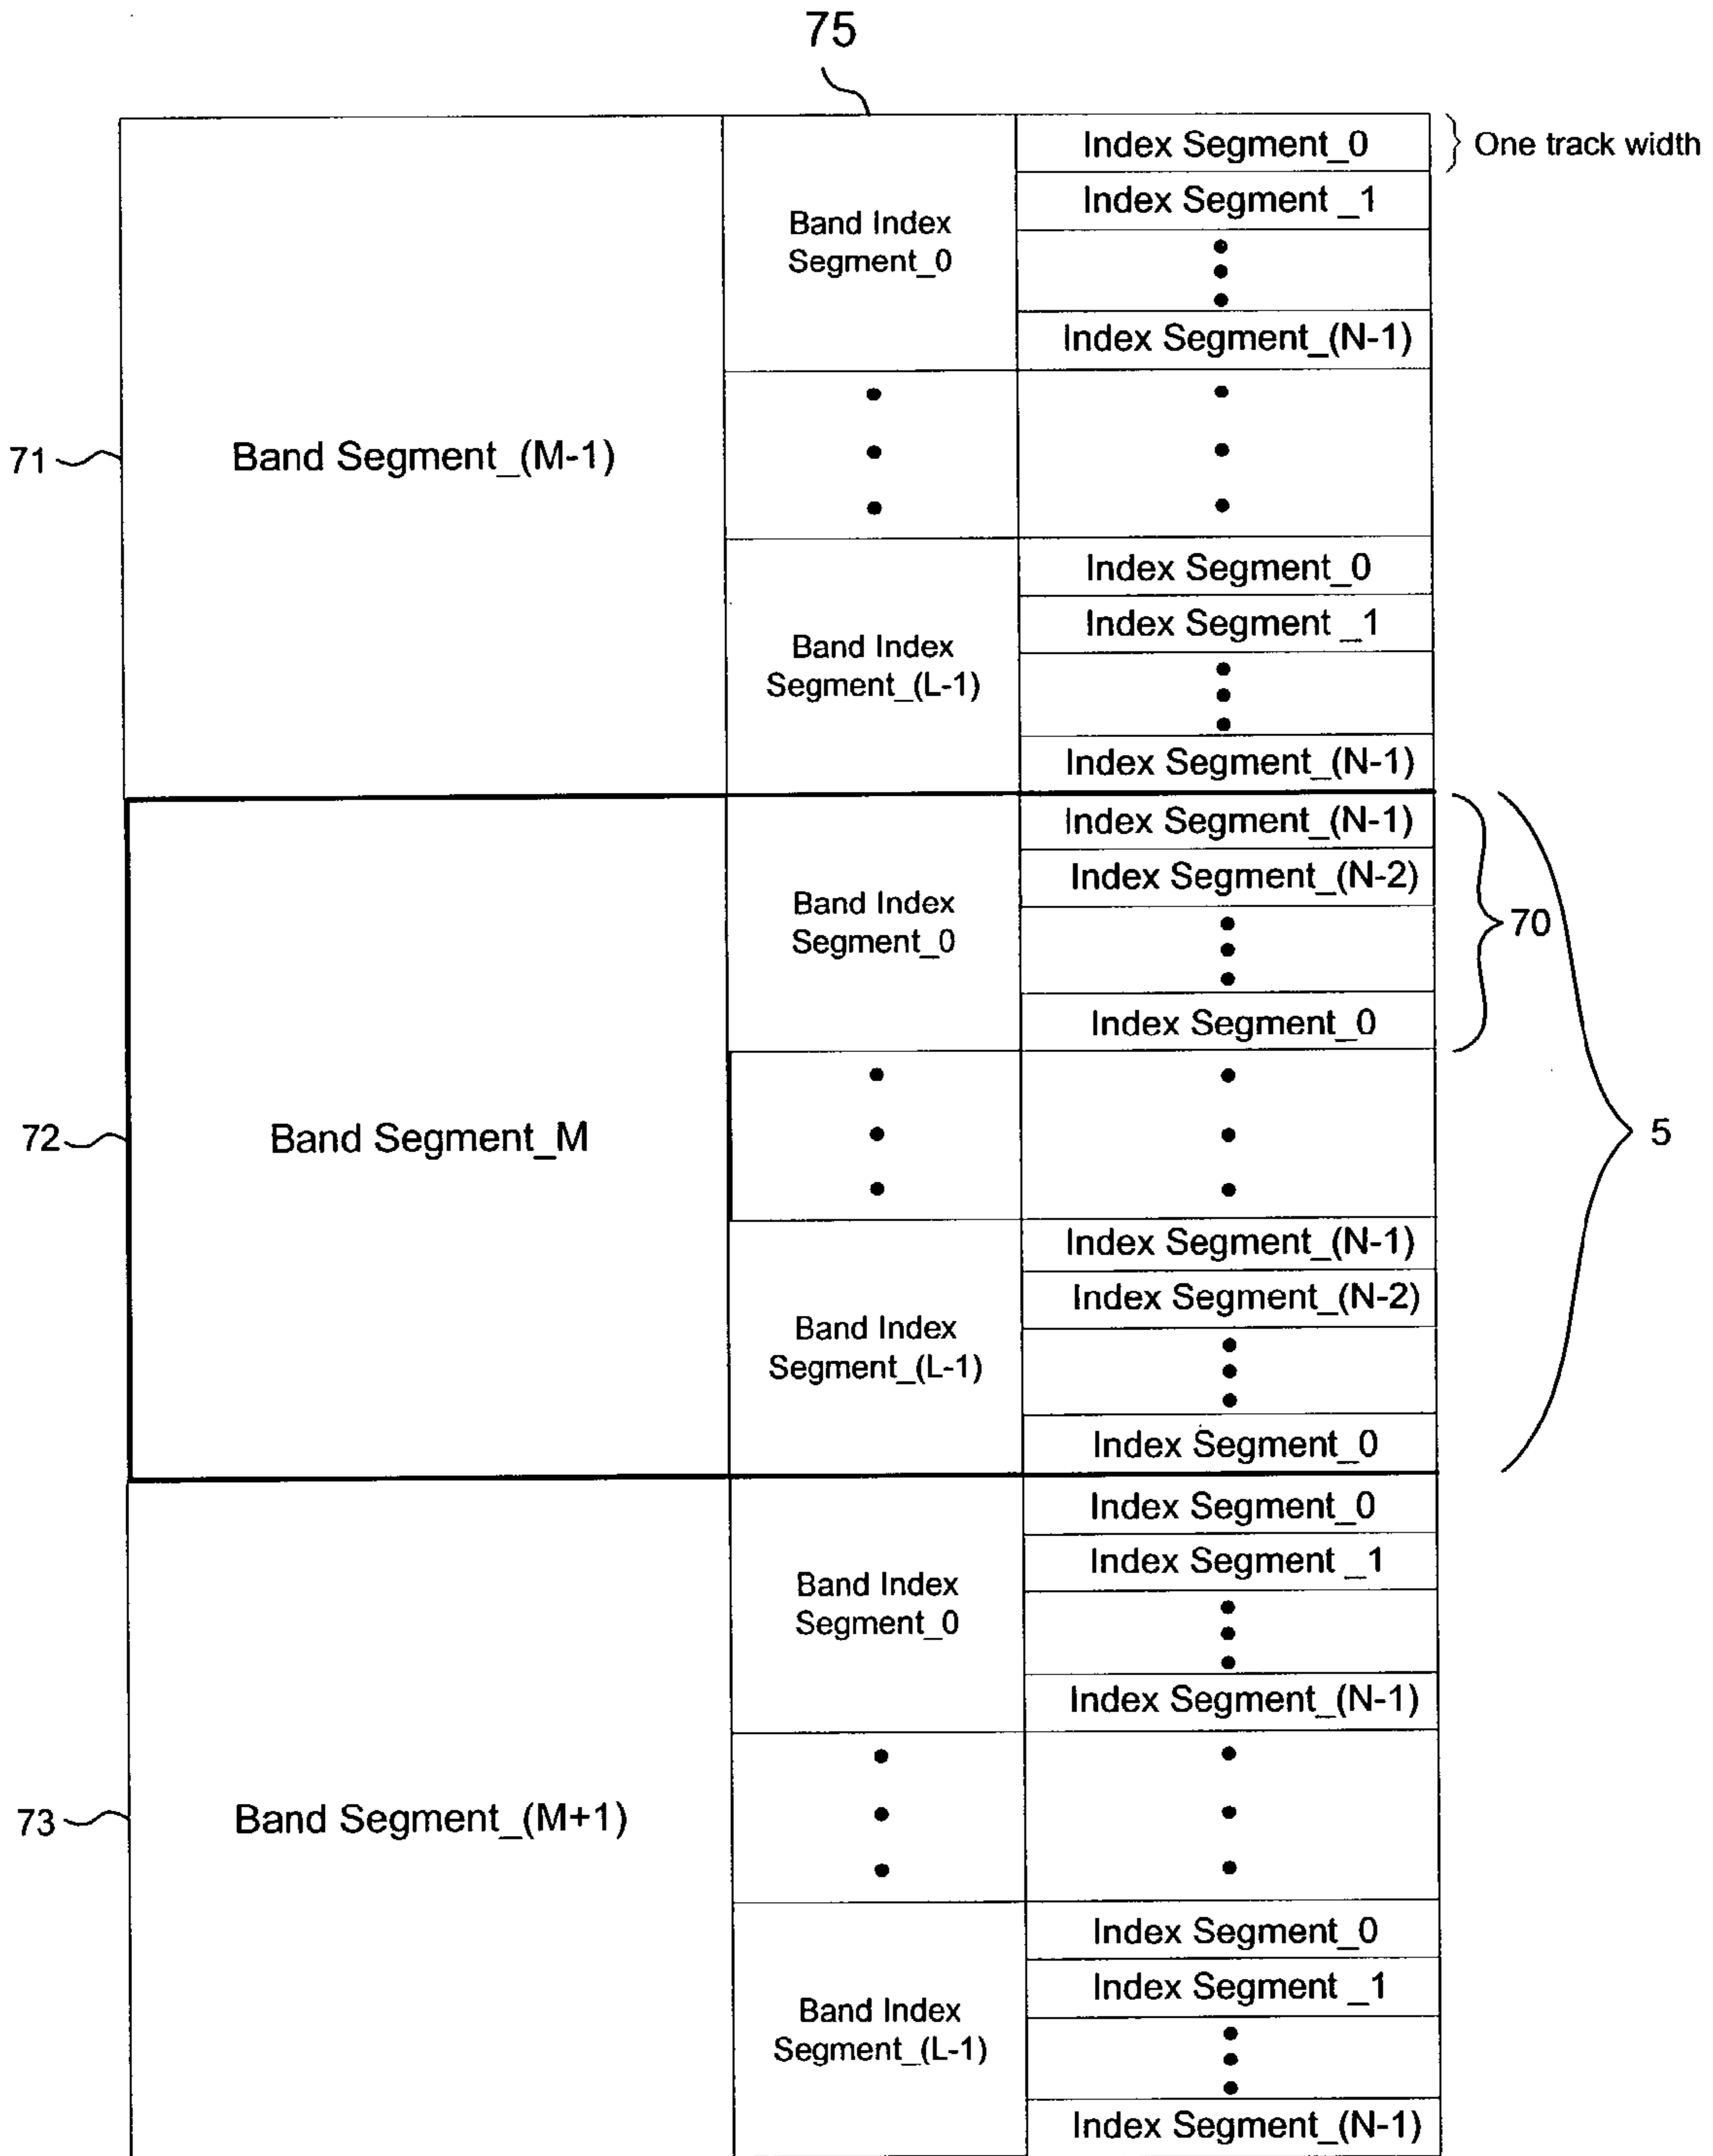 75
Index Segment_0
One track width
Index Segment _1
Band Index
Segment_0
Index Segment_(N-1)
71
Band Segment_(M-1)
Index Segment_0
Index Segment _1
Band Index
Segment_(L-1)
Index Segment_(N-1)
Index Segment_(N-1)
Index Segment_(N-2)
Band Index
Segment_0
70
Index Segment_0
72
Band Segment_M
5
Index Segment_(N-1)
Index Segment_(N-2)
Band Index
Segment_(L-1)
Index Segment_0
Index Segment_0
Index Segment _1
Band Index
Segment_0
Index Segment_(N-1)
73
Band Segment_(M+1)
Index Segment_0
Index Segment _1
Band Index
Segment_(L-1)
Index Segment_(N-1)